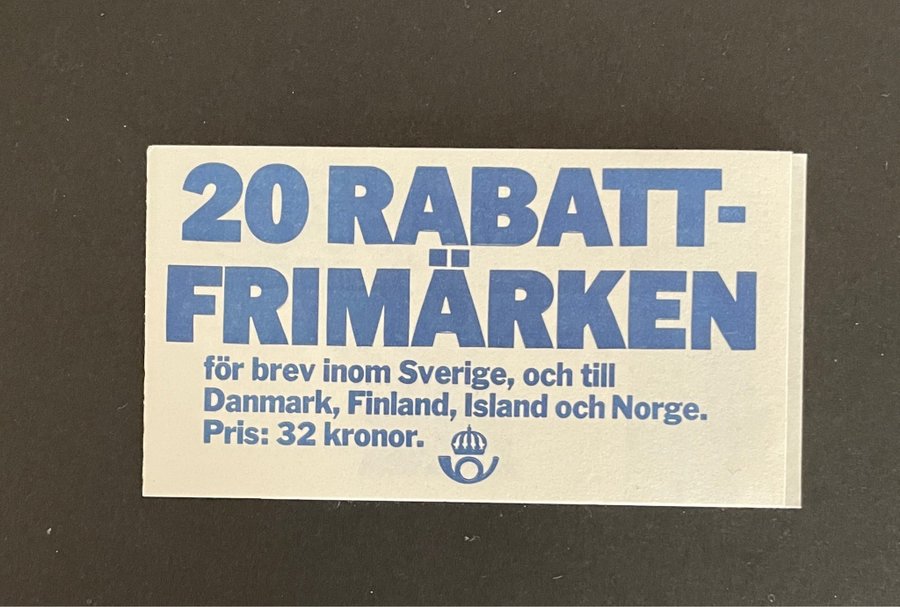 20 RABATT-
FRIMÄRKEN
för brev inom Sverige, och till
Danmark, Finland, Island och Norge.
Pris: 32 kronor.